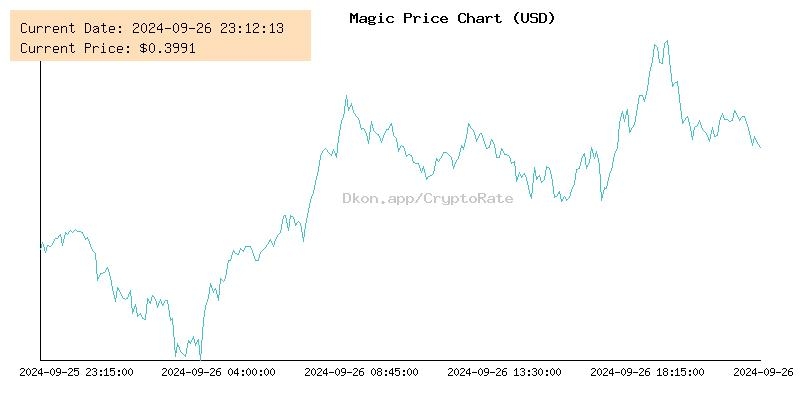 Magic Price Chart (USD)
Current Date: 2024-09-26 23:12:13
Current Price: $0.3991
Dkon.app/CryptoRate
2024-09-25 23:15:00 2024-09-26 04:00:00 2024-09-26 08:45:00 2024-09-26 13:30:00 2024-09-26 18:15:00 2024-09-26